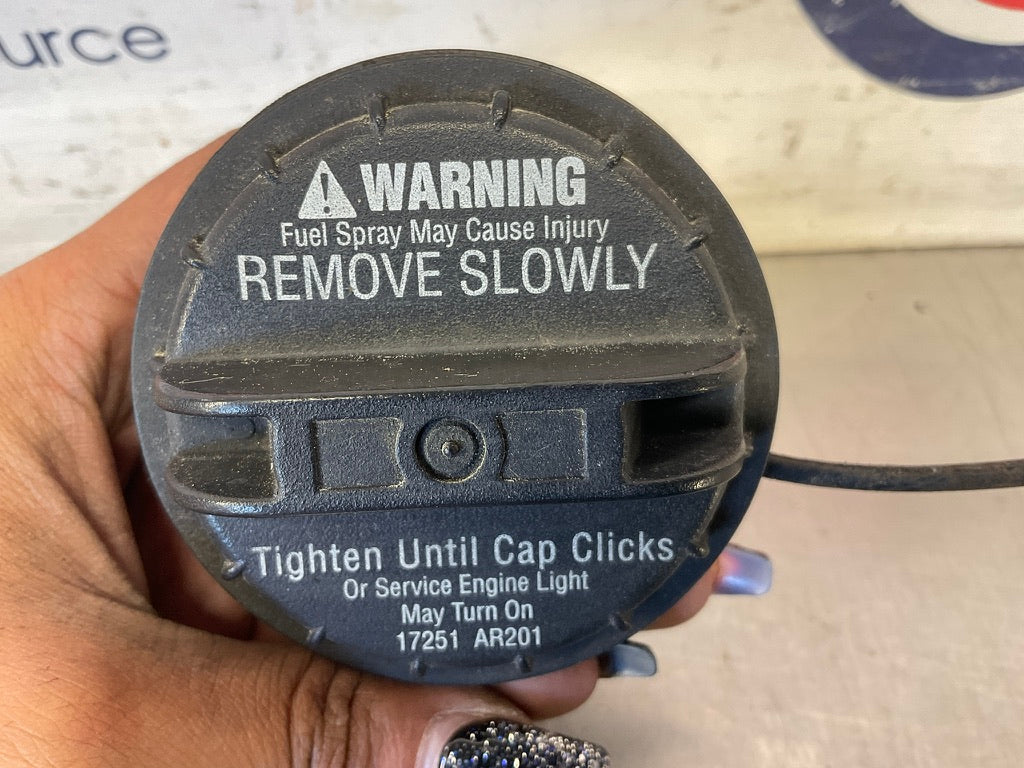 urce
WARNING
Fuel Spray May Cause Injury
REMOVE SLOWLY
Tighten Until Cap Clicks
Or Service Engine Light
May Turn On
17251 AR201